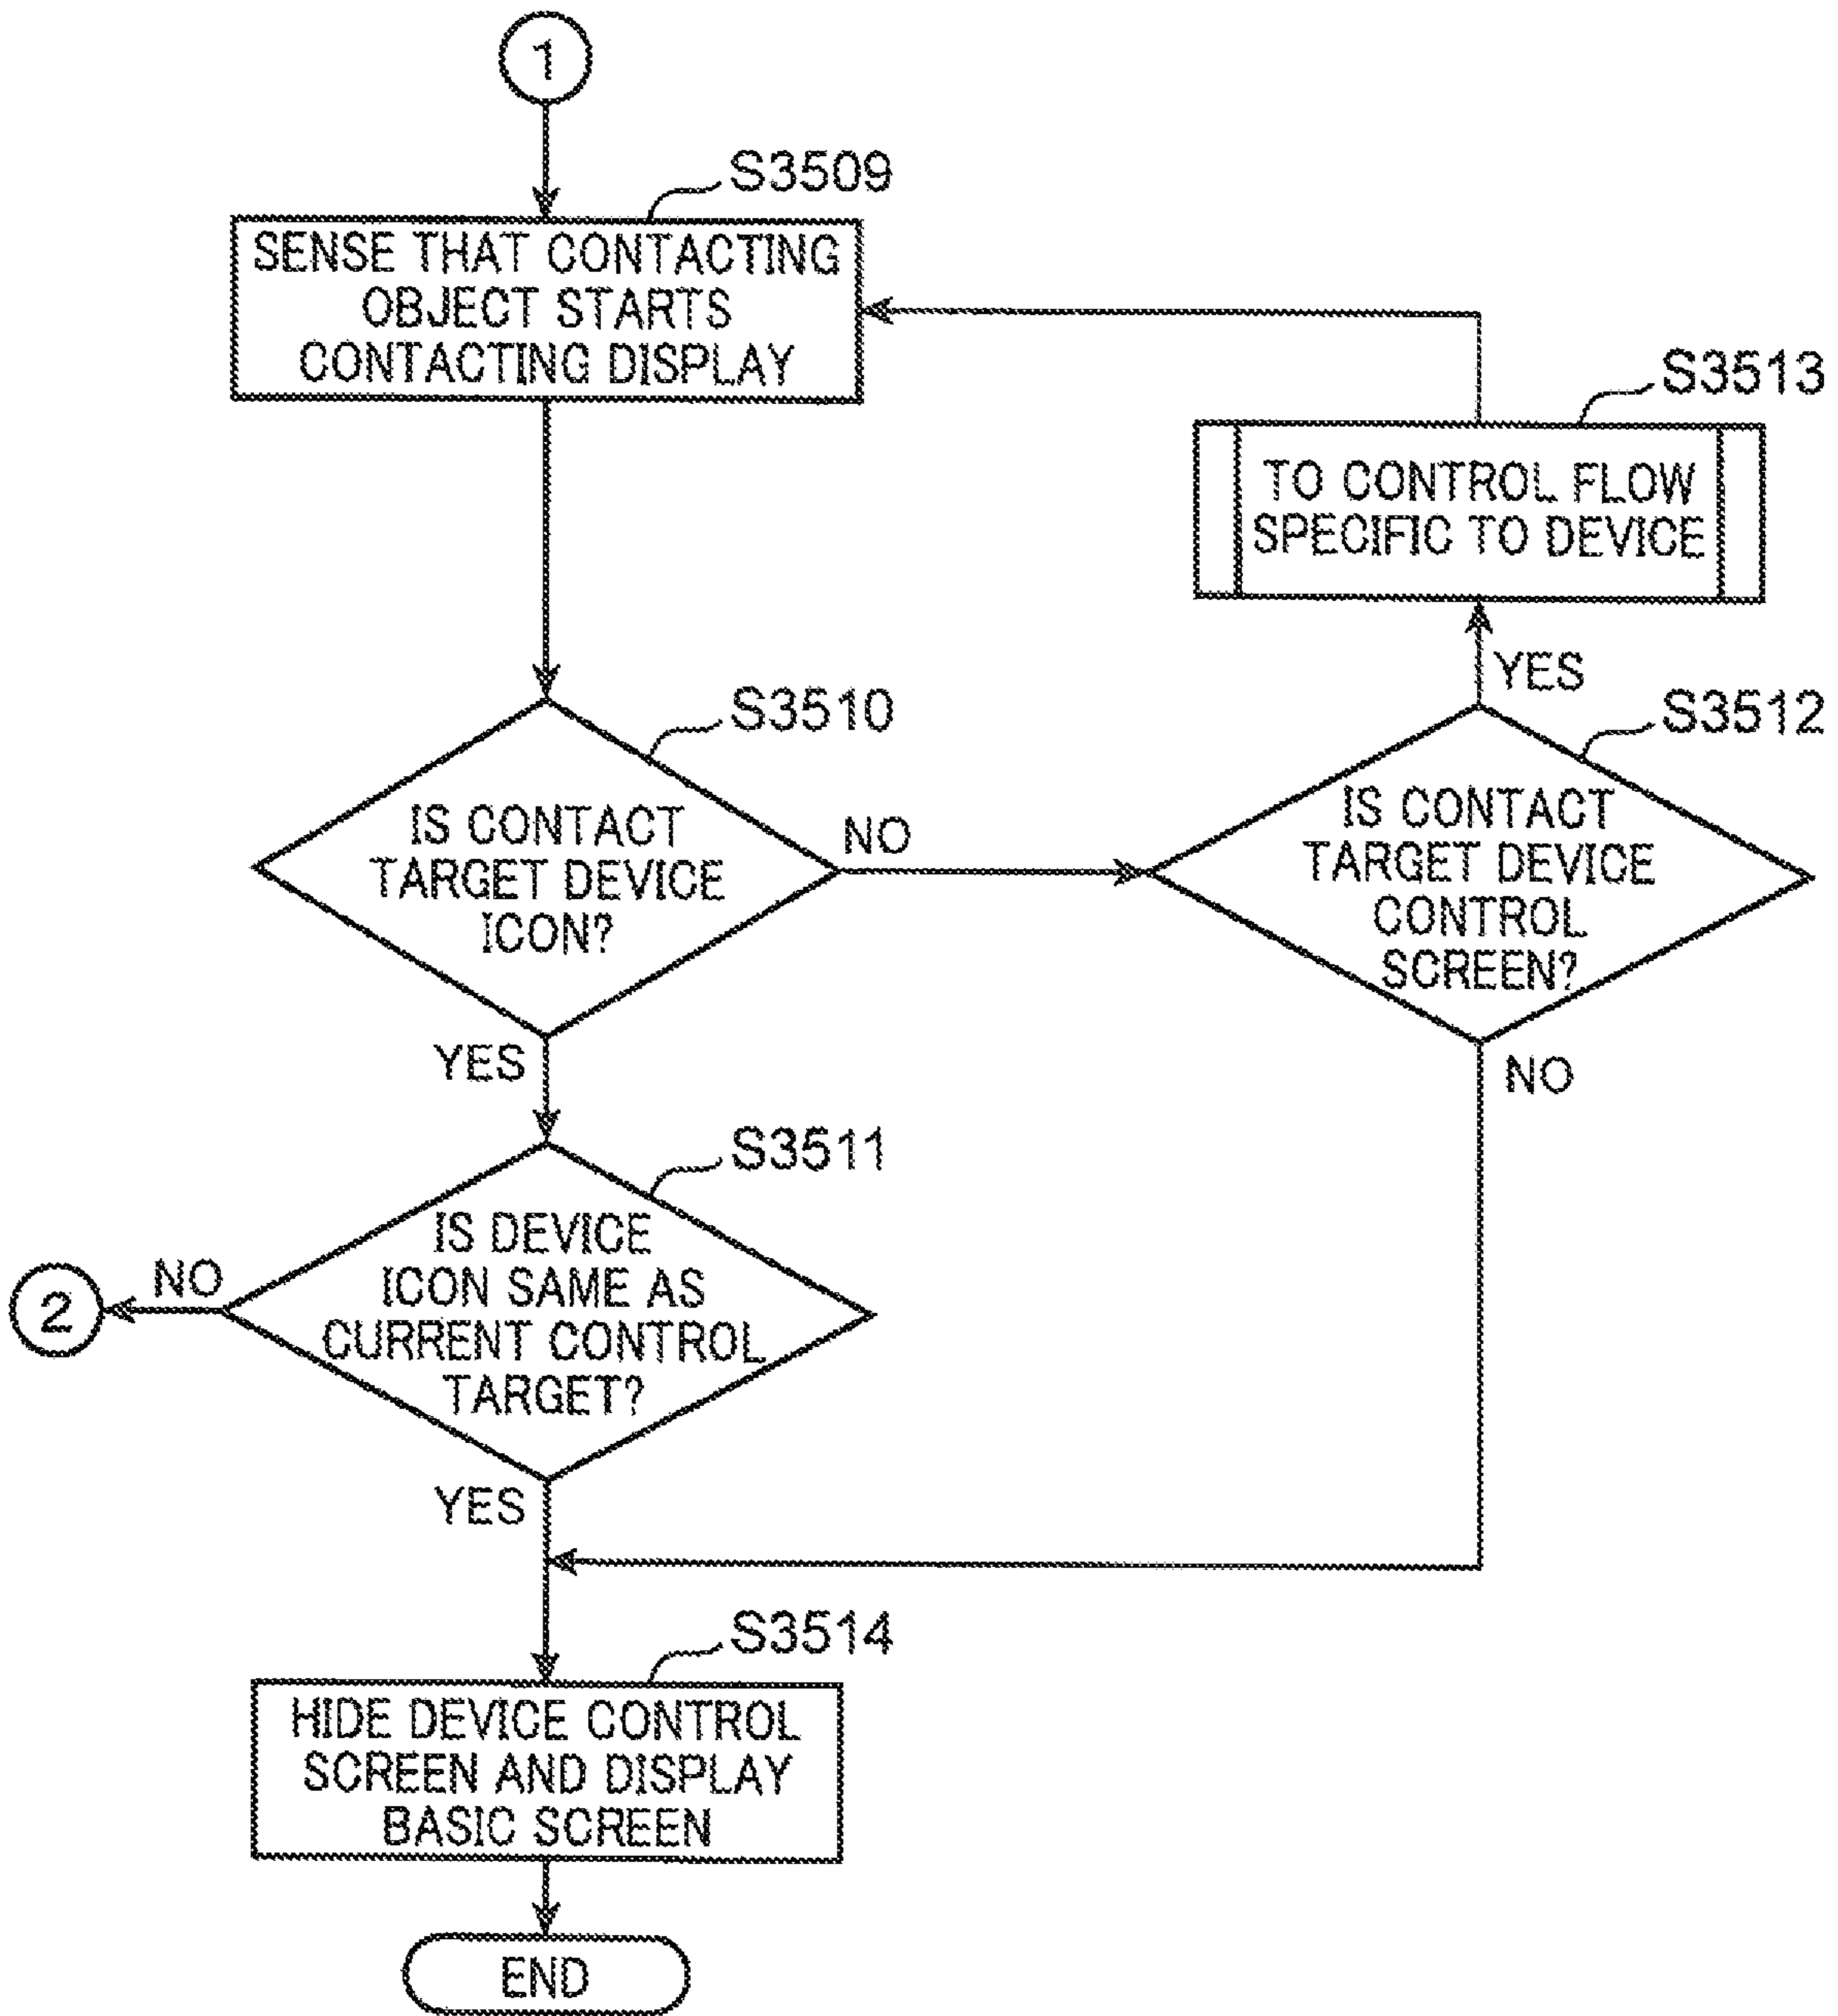 1
S3509
SENSE THAT CONTACTING
OBJECT STARTS
CONTACTING DISPLAY
S3513
TO CONTROL FLOW
SPECIFIC TO DEVICE
YES
S3510
S3512
IS CONTACT
TARGET DEVICE
ICON?
NO
IS CONTACT
TARGET DEVICE
CONTROL
SCREEN?
YES
NO
S3511
IS DEVICE
ICON SAME AS
CURRENT CONTROL
TARGET?
NO
2
YES
S3514
HIDE DEVICE CONTROL
SCREEN AND DISPLAY
BASIC SCREEN
END